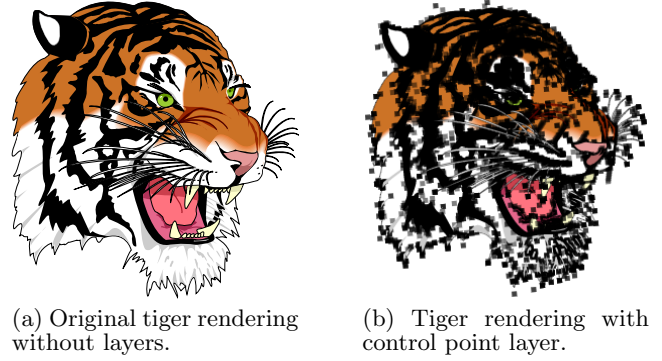 (a) Original tiger rendering
without layers.
(b) Tiger rendering with
control point layer.